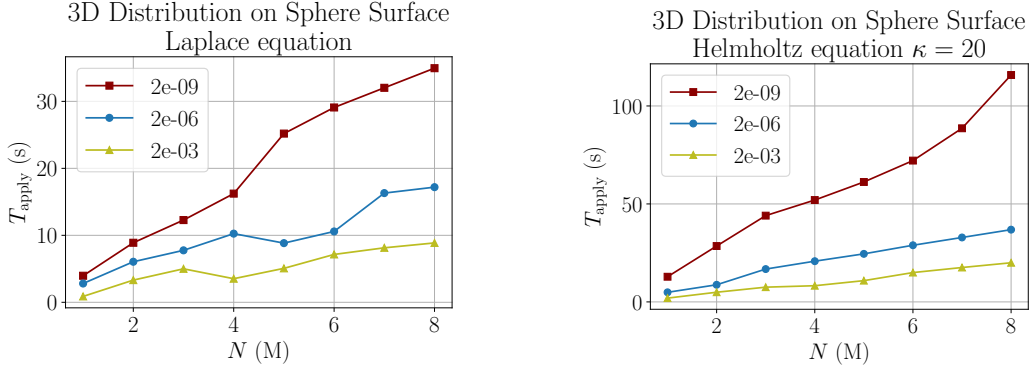 3D Distribution on Sphere Surface
Laplace equation
2e-09
2e-06
2e-03
30
20
10
0
T_apply (s)
2
4
6
8
N (M)
3D Distribution on Sphere Surface
Helmholtz equation κ = 20
2e-09
2e-06
2e-03
100
50
0
T_apply (s)
2
4
6
8
N (M)